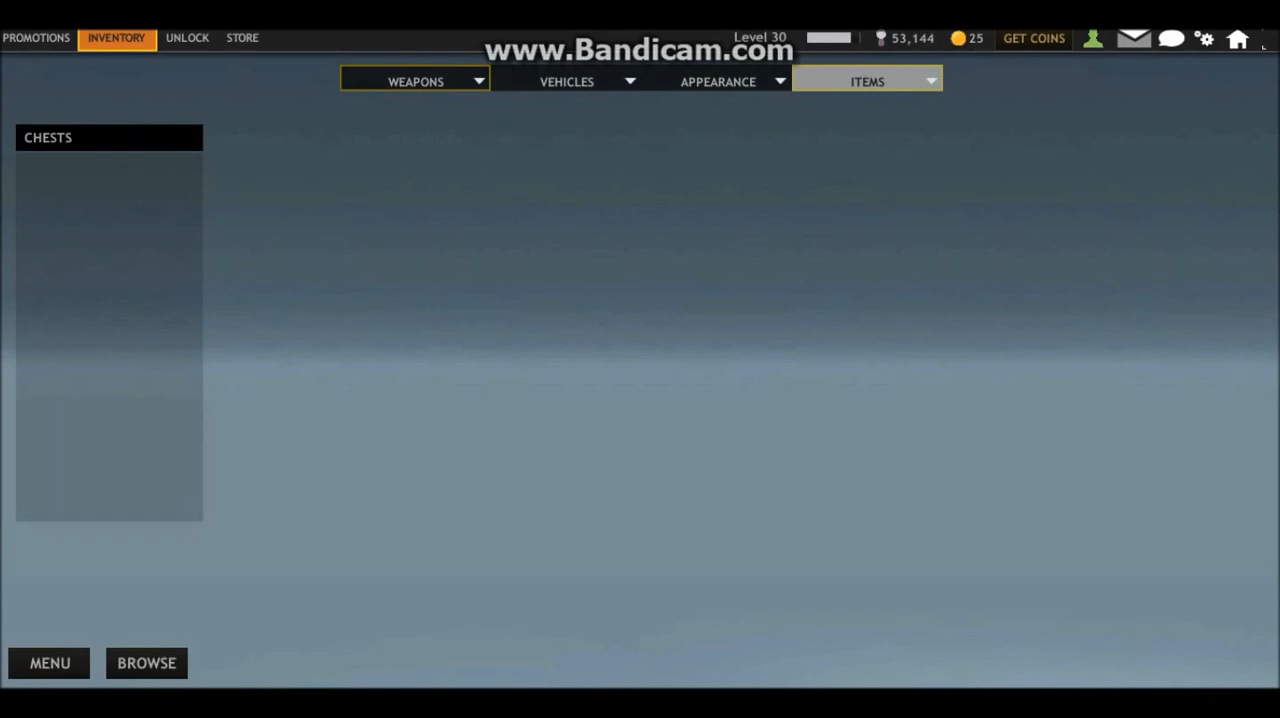 PROMOTIONS INVENTORY UNLOCK STORE www.Bandicam.com Level 30 53,144 25 GET COINS
WEAPONS VEHICLES APPEARANCE ITEMS
CHESTS
MENU BROWSE